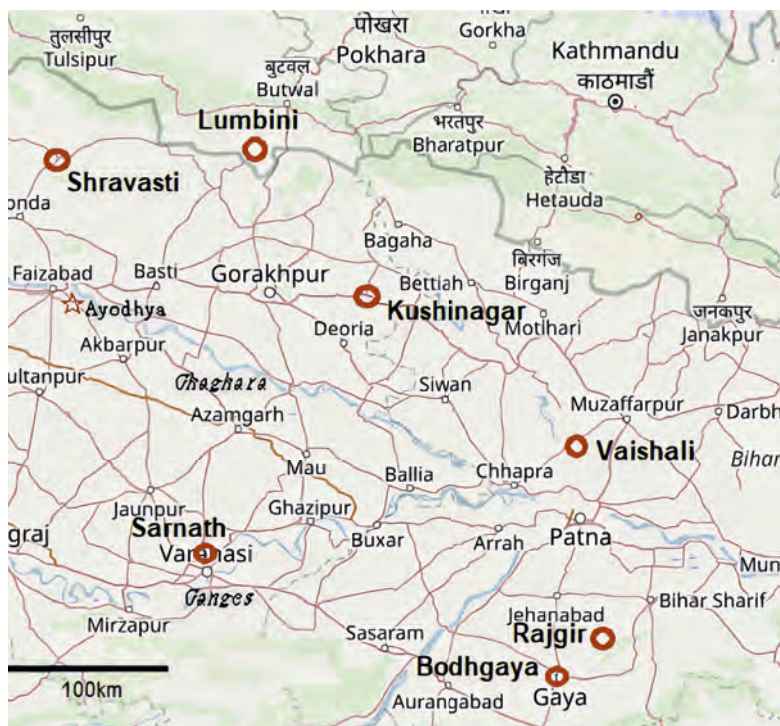 तुलसीपुर
Tulsipur
पोखरा
Pokhara
Gorkha
Kathmandu
काठमाडौं
बुटवल
Butwal
Lumbini
भरतपुर
Bharatpur
Shravasti
हेटौडा
Hetauda
onda
Bagaha
बिरगंज
Birganj
Faizabad
Basti
Gorakhpur
Bettiah
Kushinagar
Ayodhya
Deoria
Motihari
जनकपुर
Janakpur
Akbarpur
ultanpur
Ghaghara
Siwan
Azamgarh
Muzaffarpur
Darbh
Vaishali
Bihar
Mau
Ballia
Chhapra
Jaunpur
Ghazipur
Sarnath
graj
Varanasi
Buxar
Arrah
Patna
Mun
Ganges
Mirzapur
Jehanabad
Bihar Sharif
Sasaram
Rajgir
Bodhgaya
100km
Aurangabad
Gaya